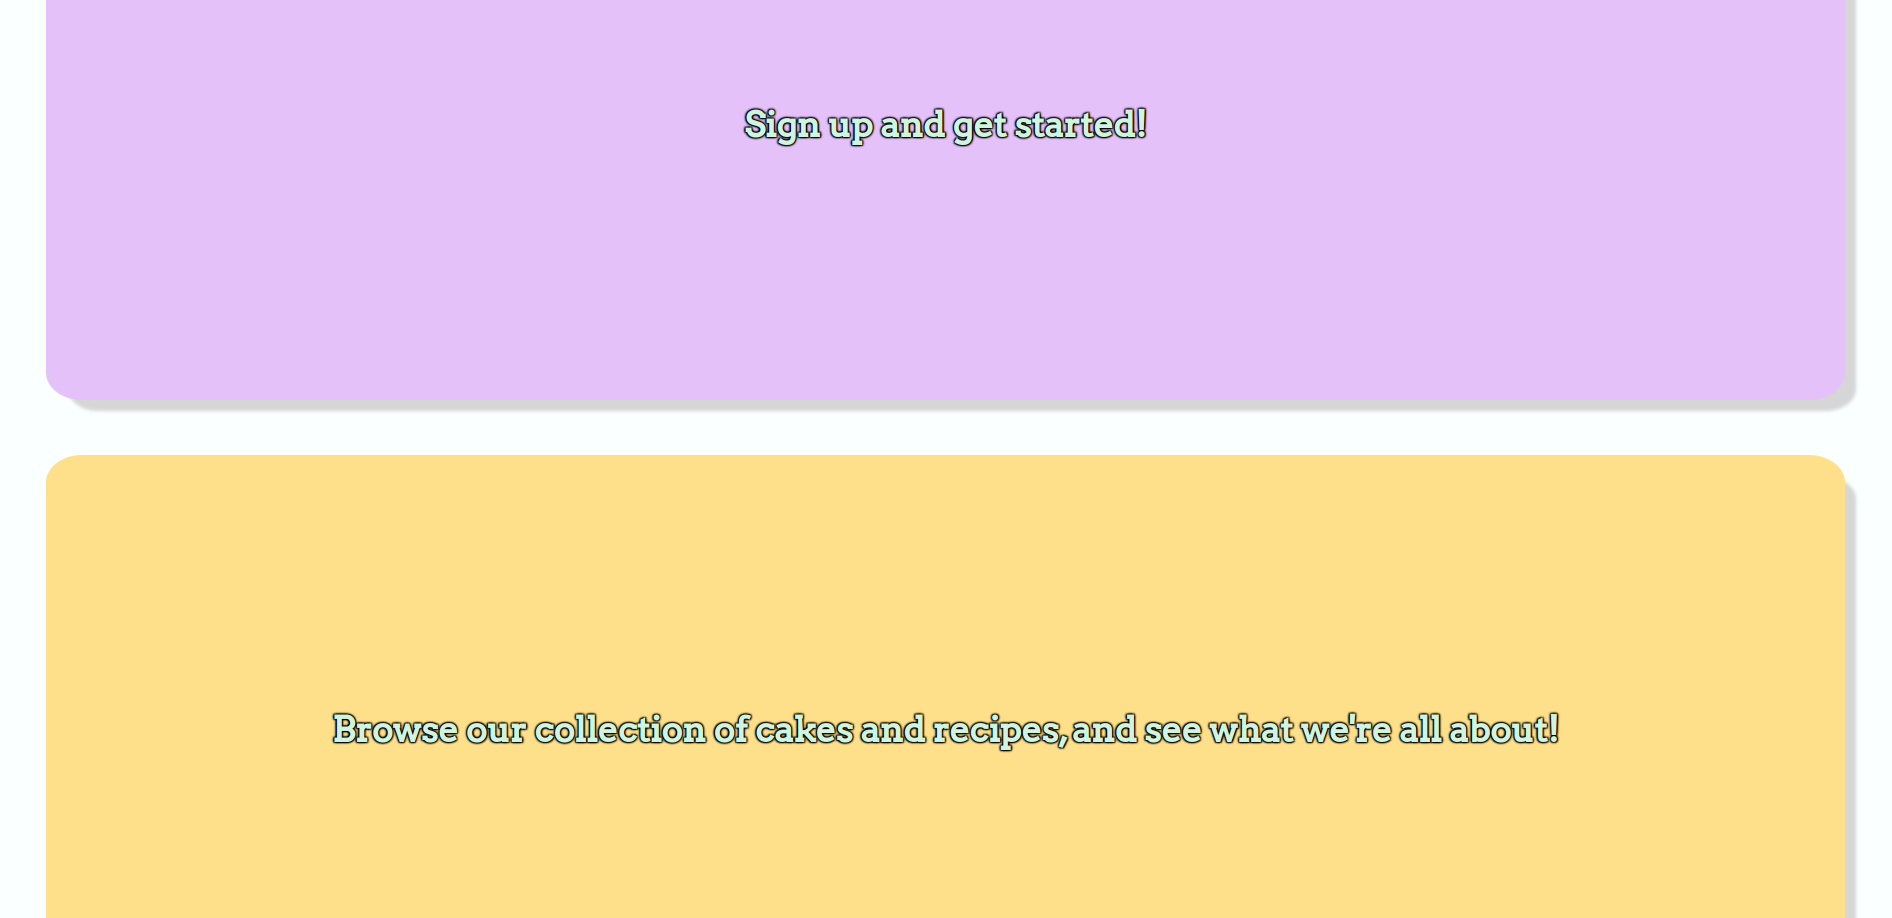 Sign up and get started!
Browse our collection of cakes and recipes, and see what we're all about!